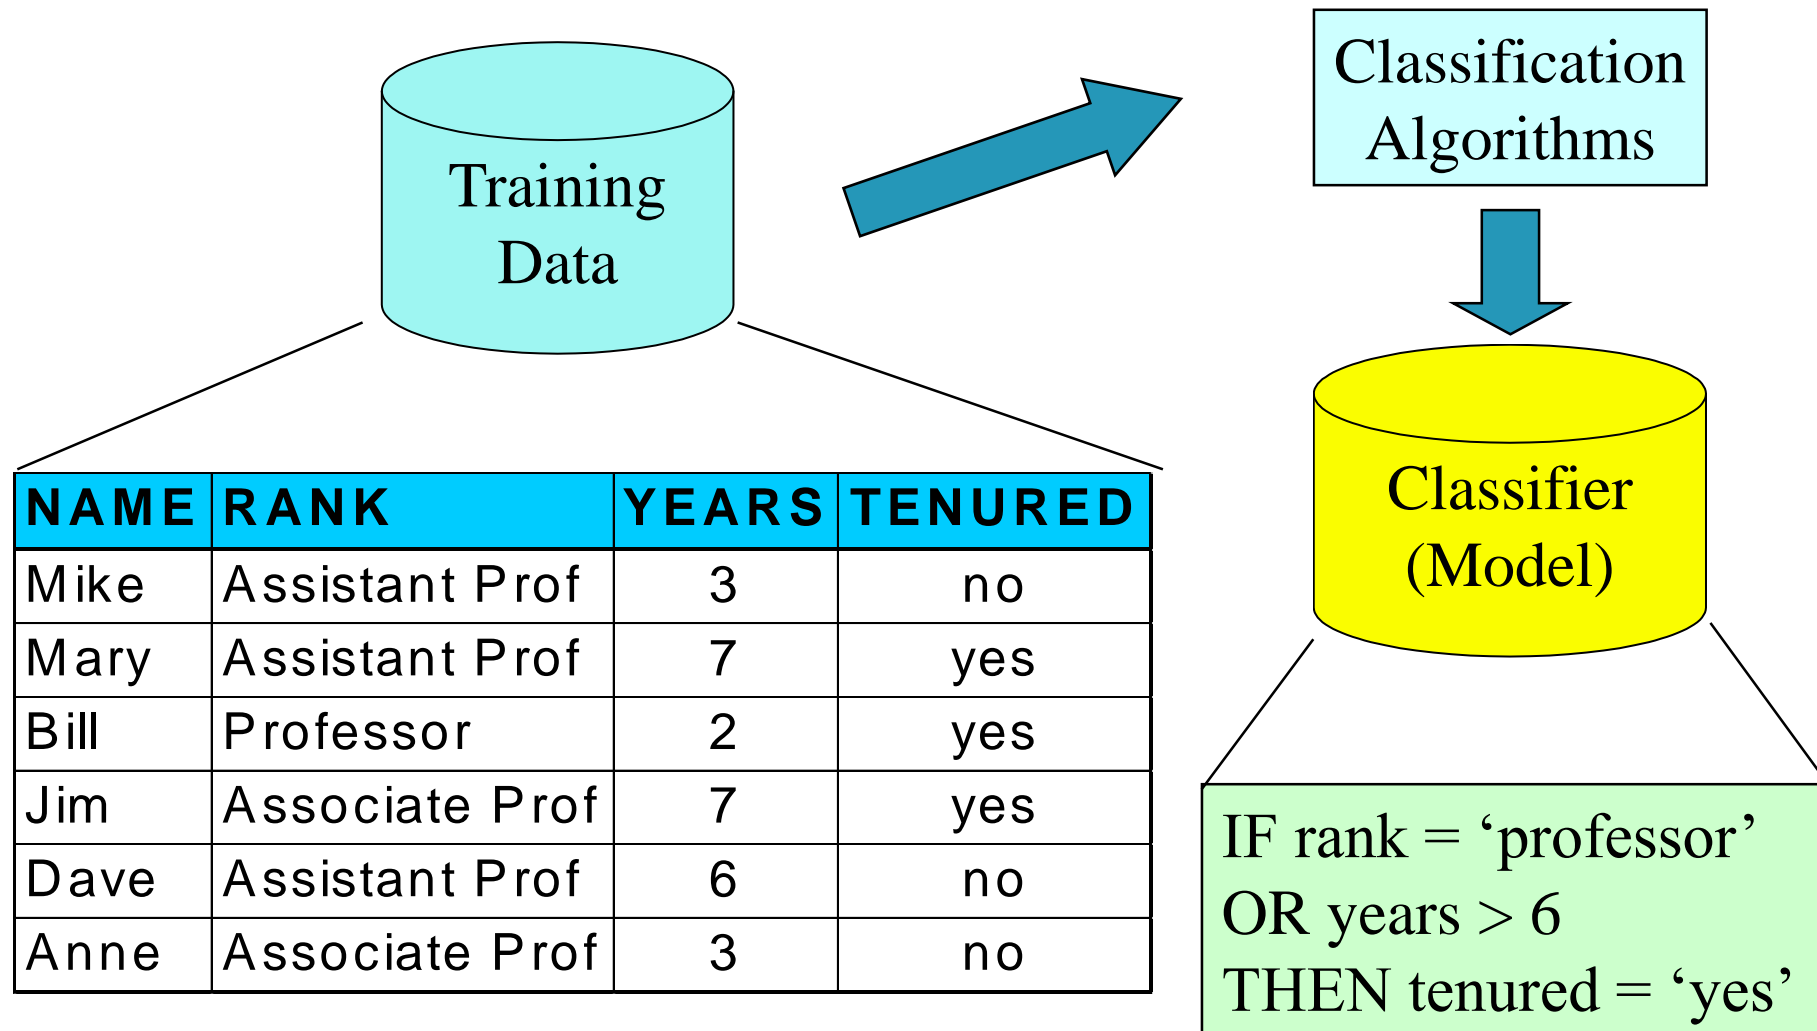 Training
Data
Classification
Algorithms
Classifier
(Model)
NAME RANK YEARS TENURED
Mike Assistant Prof 3 no
Mary Assistant Prof 7 yes
Bill Professor 2 yes
Jim Associate Prof 7 yes
Dave Assistant Prof 6 no
Anne Associate Prof 3 no
IF rank = ‘professor’
OR years > 6
THEN tenured = ‘yes’